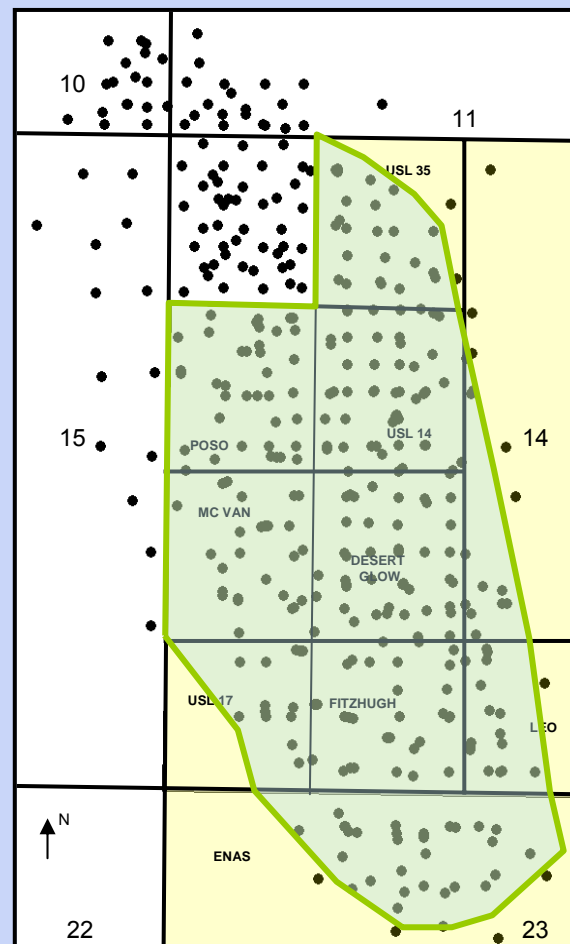 10
11
USL 35
15
POSO
USL 14
14
MC VAN
DESERT
GLOW
USL 17
FITZHUGH
LEO
N
ENAS
22
23